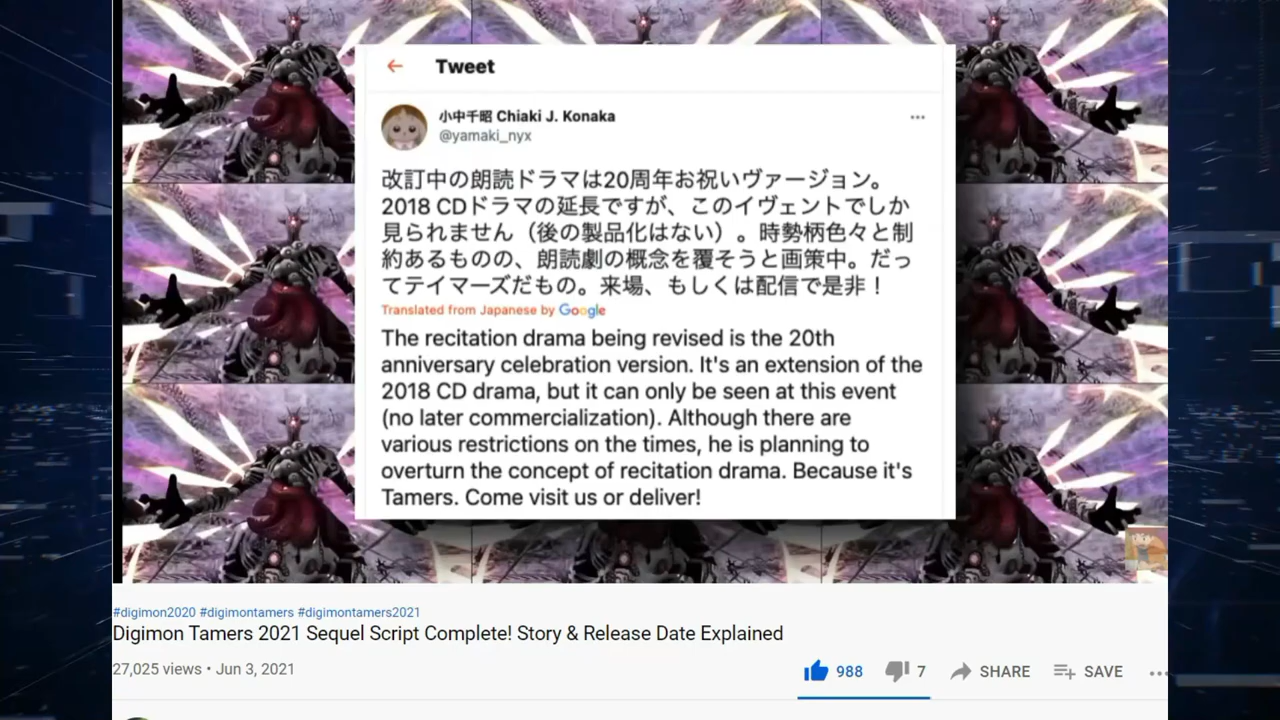 Tweet
小中千昭 Chiaki J. Konaka
@yamaki_nyx
改訂中の朗読ドラマは20周年お祝いヴァージョン。
2018 CDドラマの延長ですが、このイヴェントでしか
見られません（後の製品化はない）。時勢柄色々と制
約あるものの、朗読劇の概念を覆そうと画策中。だっ
てテイマーズだもの。来場、もしくは配信で是非！
Translated from Japanese by Google
The recitation drama being revised is the 20th
anniversary celebration version. It's an extension of the
2018 CD drama, but it can only be seen at this event
(no later commercialization). Although there are
various restrictions on the times, he is planning to
overturn the concept of recitation drama. Because it's
Tamers. Come visit us or deliver!
#digimon2020 #digimontamers #digimontamers2021
Digimon Tamers 2021 Sequel Script Complete! Story & Release Date Explained
27,025 views • Jun 3, 2021
988 7 SHARE SAVE